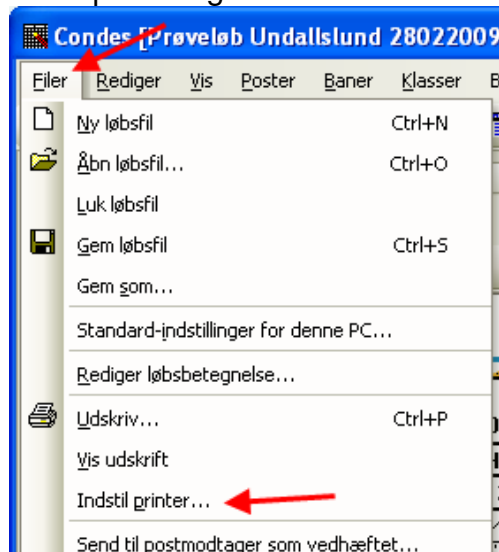 Condes [Prøveløb Undallslund 28022009
Filer Rediger Vis Poster Baner Klasser
Ny løbsfil Ctrl+N
Åbn løbsfil... Ctrl+O
Luk løbsfil
Gem løbsfil Ctrl+S
Gem som...
Standard-indstillinger for denne PC...
Rediger løbsbetegnelse...
Udskriv... Ctrl+P
Vis udskrift
Indstil printer...
Send til postmodtager som vedhæftet...